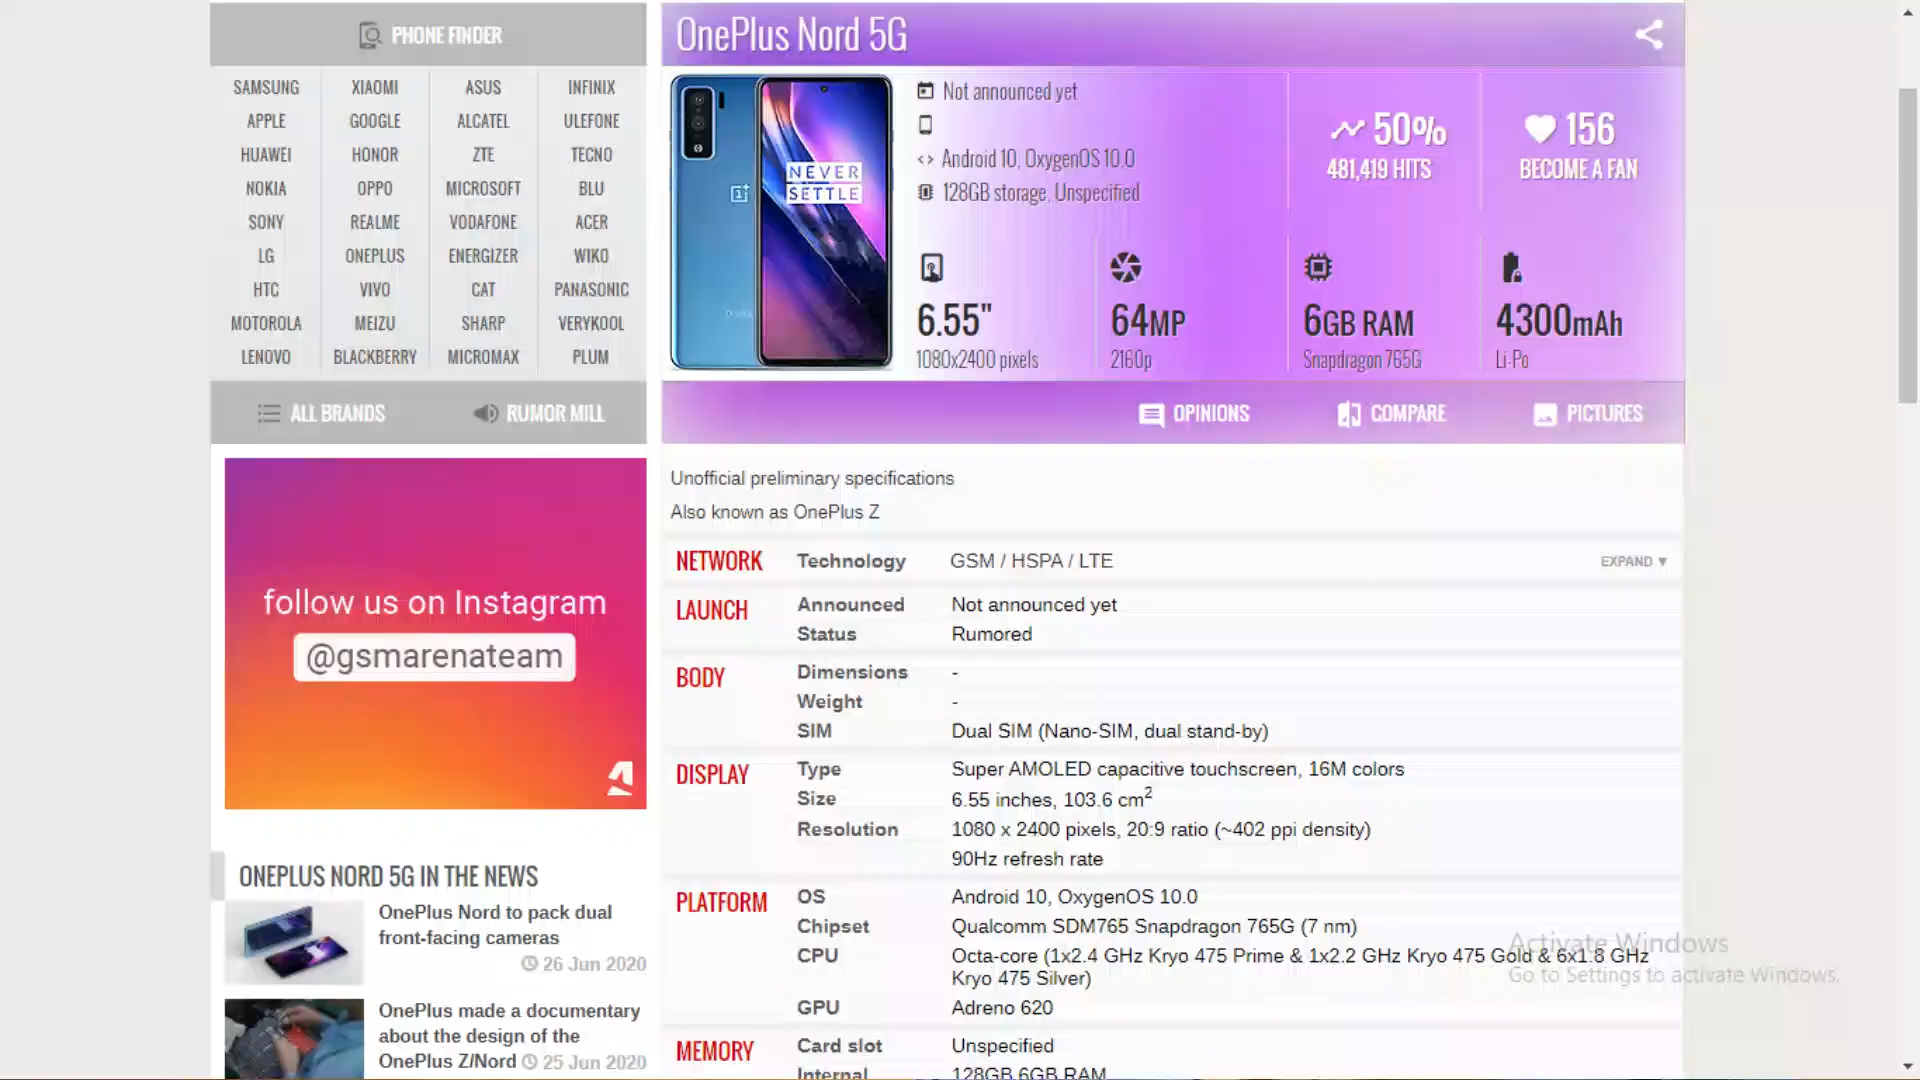 PHONE FINDER
SAMSUNG XIAOMI ASUS INFINIX
APPLE GOOGLE ALCATEL ULEFONE
HUAWEI HONOR ZTE TECNO
NOKIA OPPO MICROSOFT BLU
SONY REALME VODAFONE ACER
LG ONEPLUS ENERGIZER WIKO
HTC VIVO CAT PANASONIC
MOTOROLA MEIZU SHARP VERYKOOL
LENOVO BLACKBERRY MICROMAX PLUM
ALL BRANDS RUMOR MILL
follow us on Instagram
@gsmarenateam
ONEPLUS NORD 5G IN THE NEWS
OnePlus Nord to pack dual
front-facing cameras
26 Jun 2020
OnePlus made a documentary
about the design of the
OnePlus Z/Nord 25 Jun 2020
OnePlus Nord 5G
NEVER
SETTLE
Not announced yet
Android 10, OxygenOS 10.0
128GB storage, Unspecified
50%
481,419 HITS
156
BECOME A FAN
6.55"
1080x2400 pixels
64MP
2160p
6GB RAM
Snapdragon 765G
4300mAh
Li-Po
OPINIONS COMPARE PICTURES
Unofficial preliminary specifications
Also known as OnePlus Z
NETWORK Technology GSM / HSPA / LTE EXPAND ▼
LAUNCH Announced Not announced yet
Status Rumored
BODY Dimensions -
Weight -
SIM Dual SIM (Nano-SIM, dual stand-by)
DISPLAY Type Super AMOLED capacitive touchscreen, 16M colors
Size 6.55 inches, 103.6 cm2
Resolution 1080 x 2400 pixels, 20:9 ratio (~402 ppi density)
90Hz refresh rate
PLATFORM OS Android 10, OxygenOS 10.0
Chipset Qualcomm SDM765 Snapdragon 765G (7 nm)
CPU Octa-core (1x2.4 GHz Kryo 475 Prime & 1x2.2 GHz Kryo 475 Gold & 6x1.8 GHz
Kryo 475 Silver)
GPU Adreno 620
MEMORY Card slot Unspecified
Internal 128GB 6GB RAM
Activate Windows
Go to Settings to activate Windows.